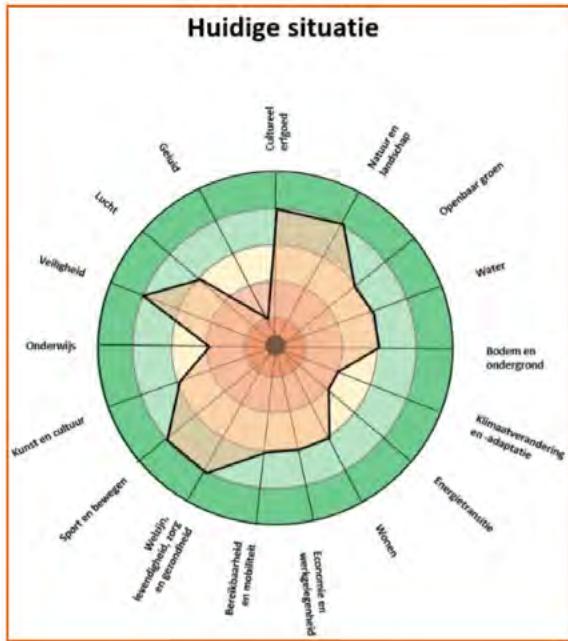 Huidige situatie
Cultureel
erfgoed
Natuur en
landschap
Openbaar groen
Water
Bodem en
ondergrond
Klimaatverandering
en -adaptatie
Energietransitie
Wonen
Economie en
werkgelegenheid
Bereikbaarheid
en mobiliteit
Welzijn,
levendigheid, zorg
en gezondheid
Sport en bewegen
Kunst en cultuur
Onderwijs
Veiligheid
Lucht
Geluid